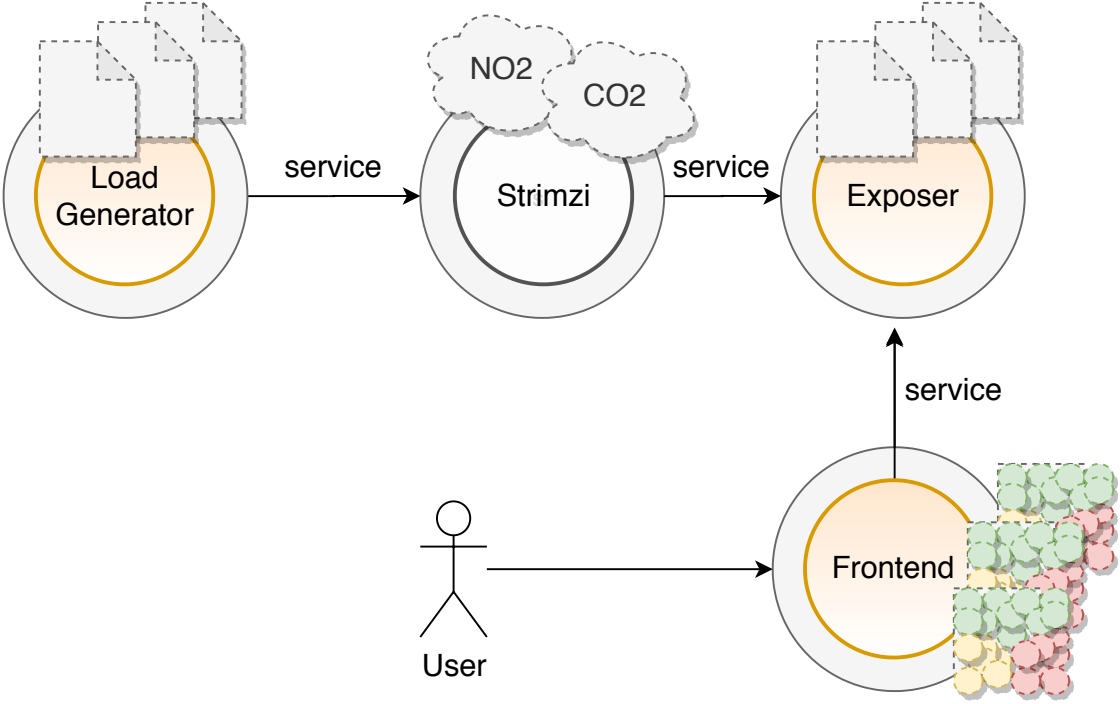 NO2
CO2
Load
Generator
service
Strimzi
service
Exposer
service
Frontend
User